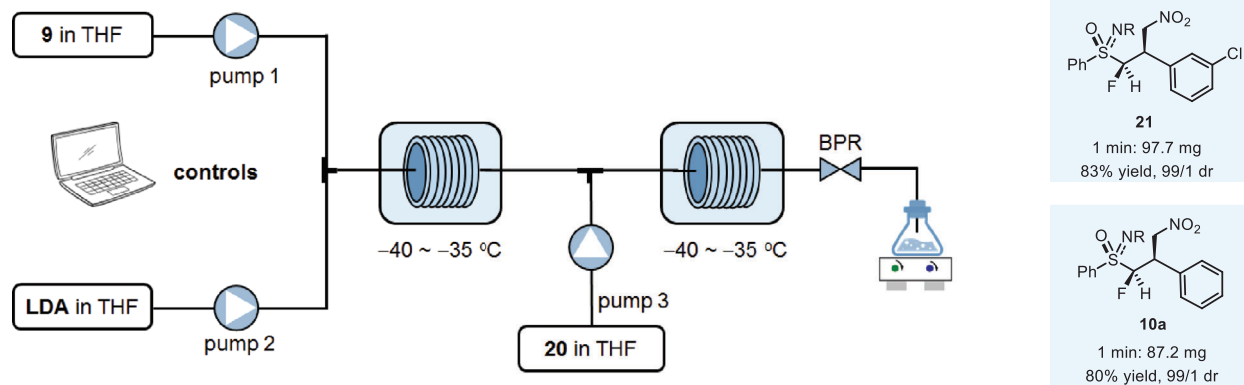 9 in THF
pump 1
controls
LDA in THF
pump 2
−40 ~ −35 ºC
pump 3
20 in THF
−40 ~ −35 ºC
BPR
O
NR
NO2
S
Ph
F
H
Cl
21
1 min: 97.7 mg
83% yield, 99/1 dr
O
NR
NO2
S
Ph
F
H
10a
1 min: 87.2 mg
80% yield, 99/1 dr